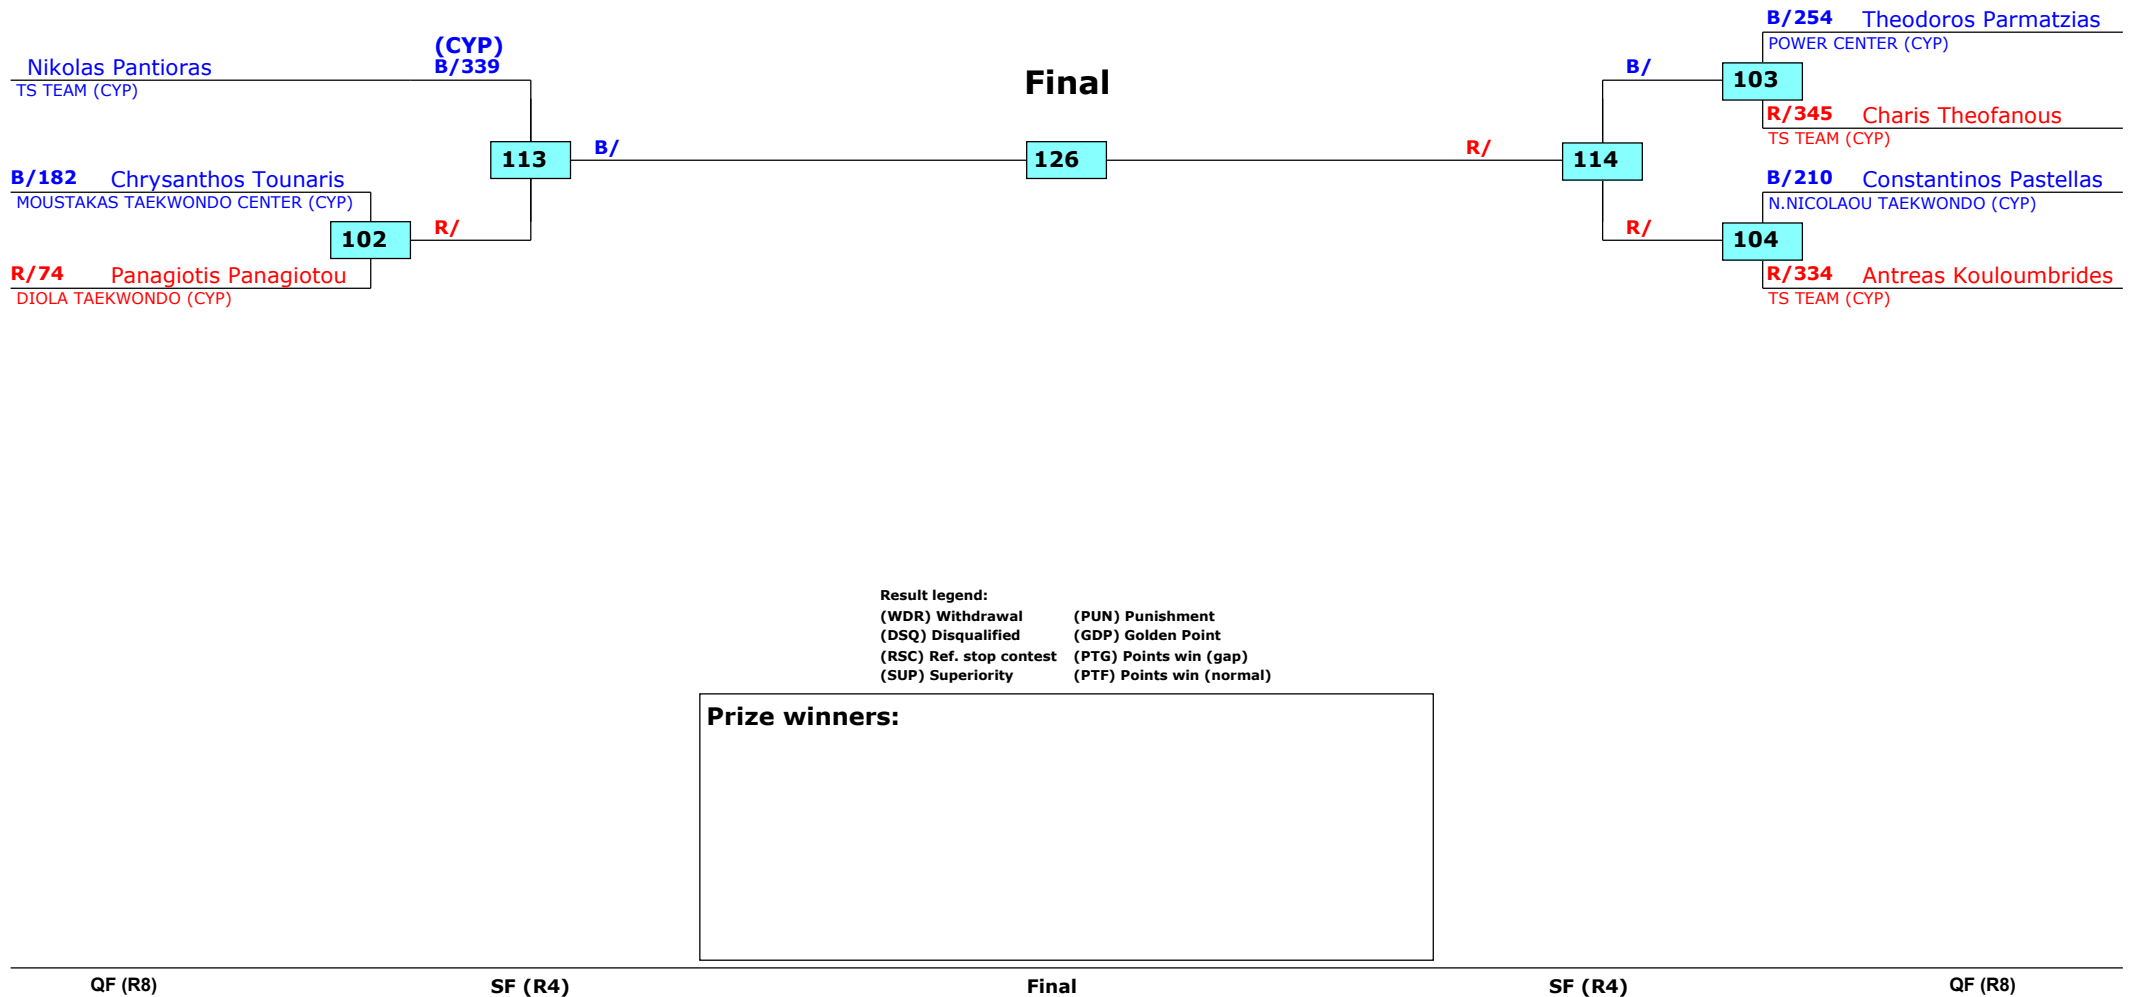 (CYP)
Nikolas Pantioras B/339
TS TEAM (CYP)
B/182 Chrysanthos Tounaris
MOUSTAKAS TAEKWONDO CENTER (CYP)
102
R/
R/74 Panagiotis Panagiotou
DIOLA TAEKWONDO (CYP)
113
B/
Final
126
R/
114
B/
R/
B/254 Theodoros Parmatzias
POWER CENTER (CYP)
103
R/345 Charis Theofanous
TS TEAM (CYP)
B/210 Constantinos Pastellas
N.NICOLAOU TAEKWONDO (CYP)
104
R/334 Antreas Kouloumbrides
TS TEAM (CYP)
Result legend:
(WDR) Withdrawal (PUN) Punishment
(DSQ) Disqualified (GDP) Golden Point
(RSC) Ref. stop contest (PTG) Points win (gap)
(SUP) Superiority (PTF) Points win (normal)
Prize winners:
QF (R8) SF (R4) Final SF (R4) QF (R8)